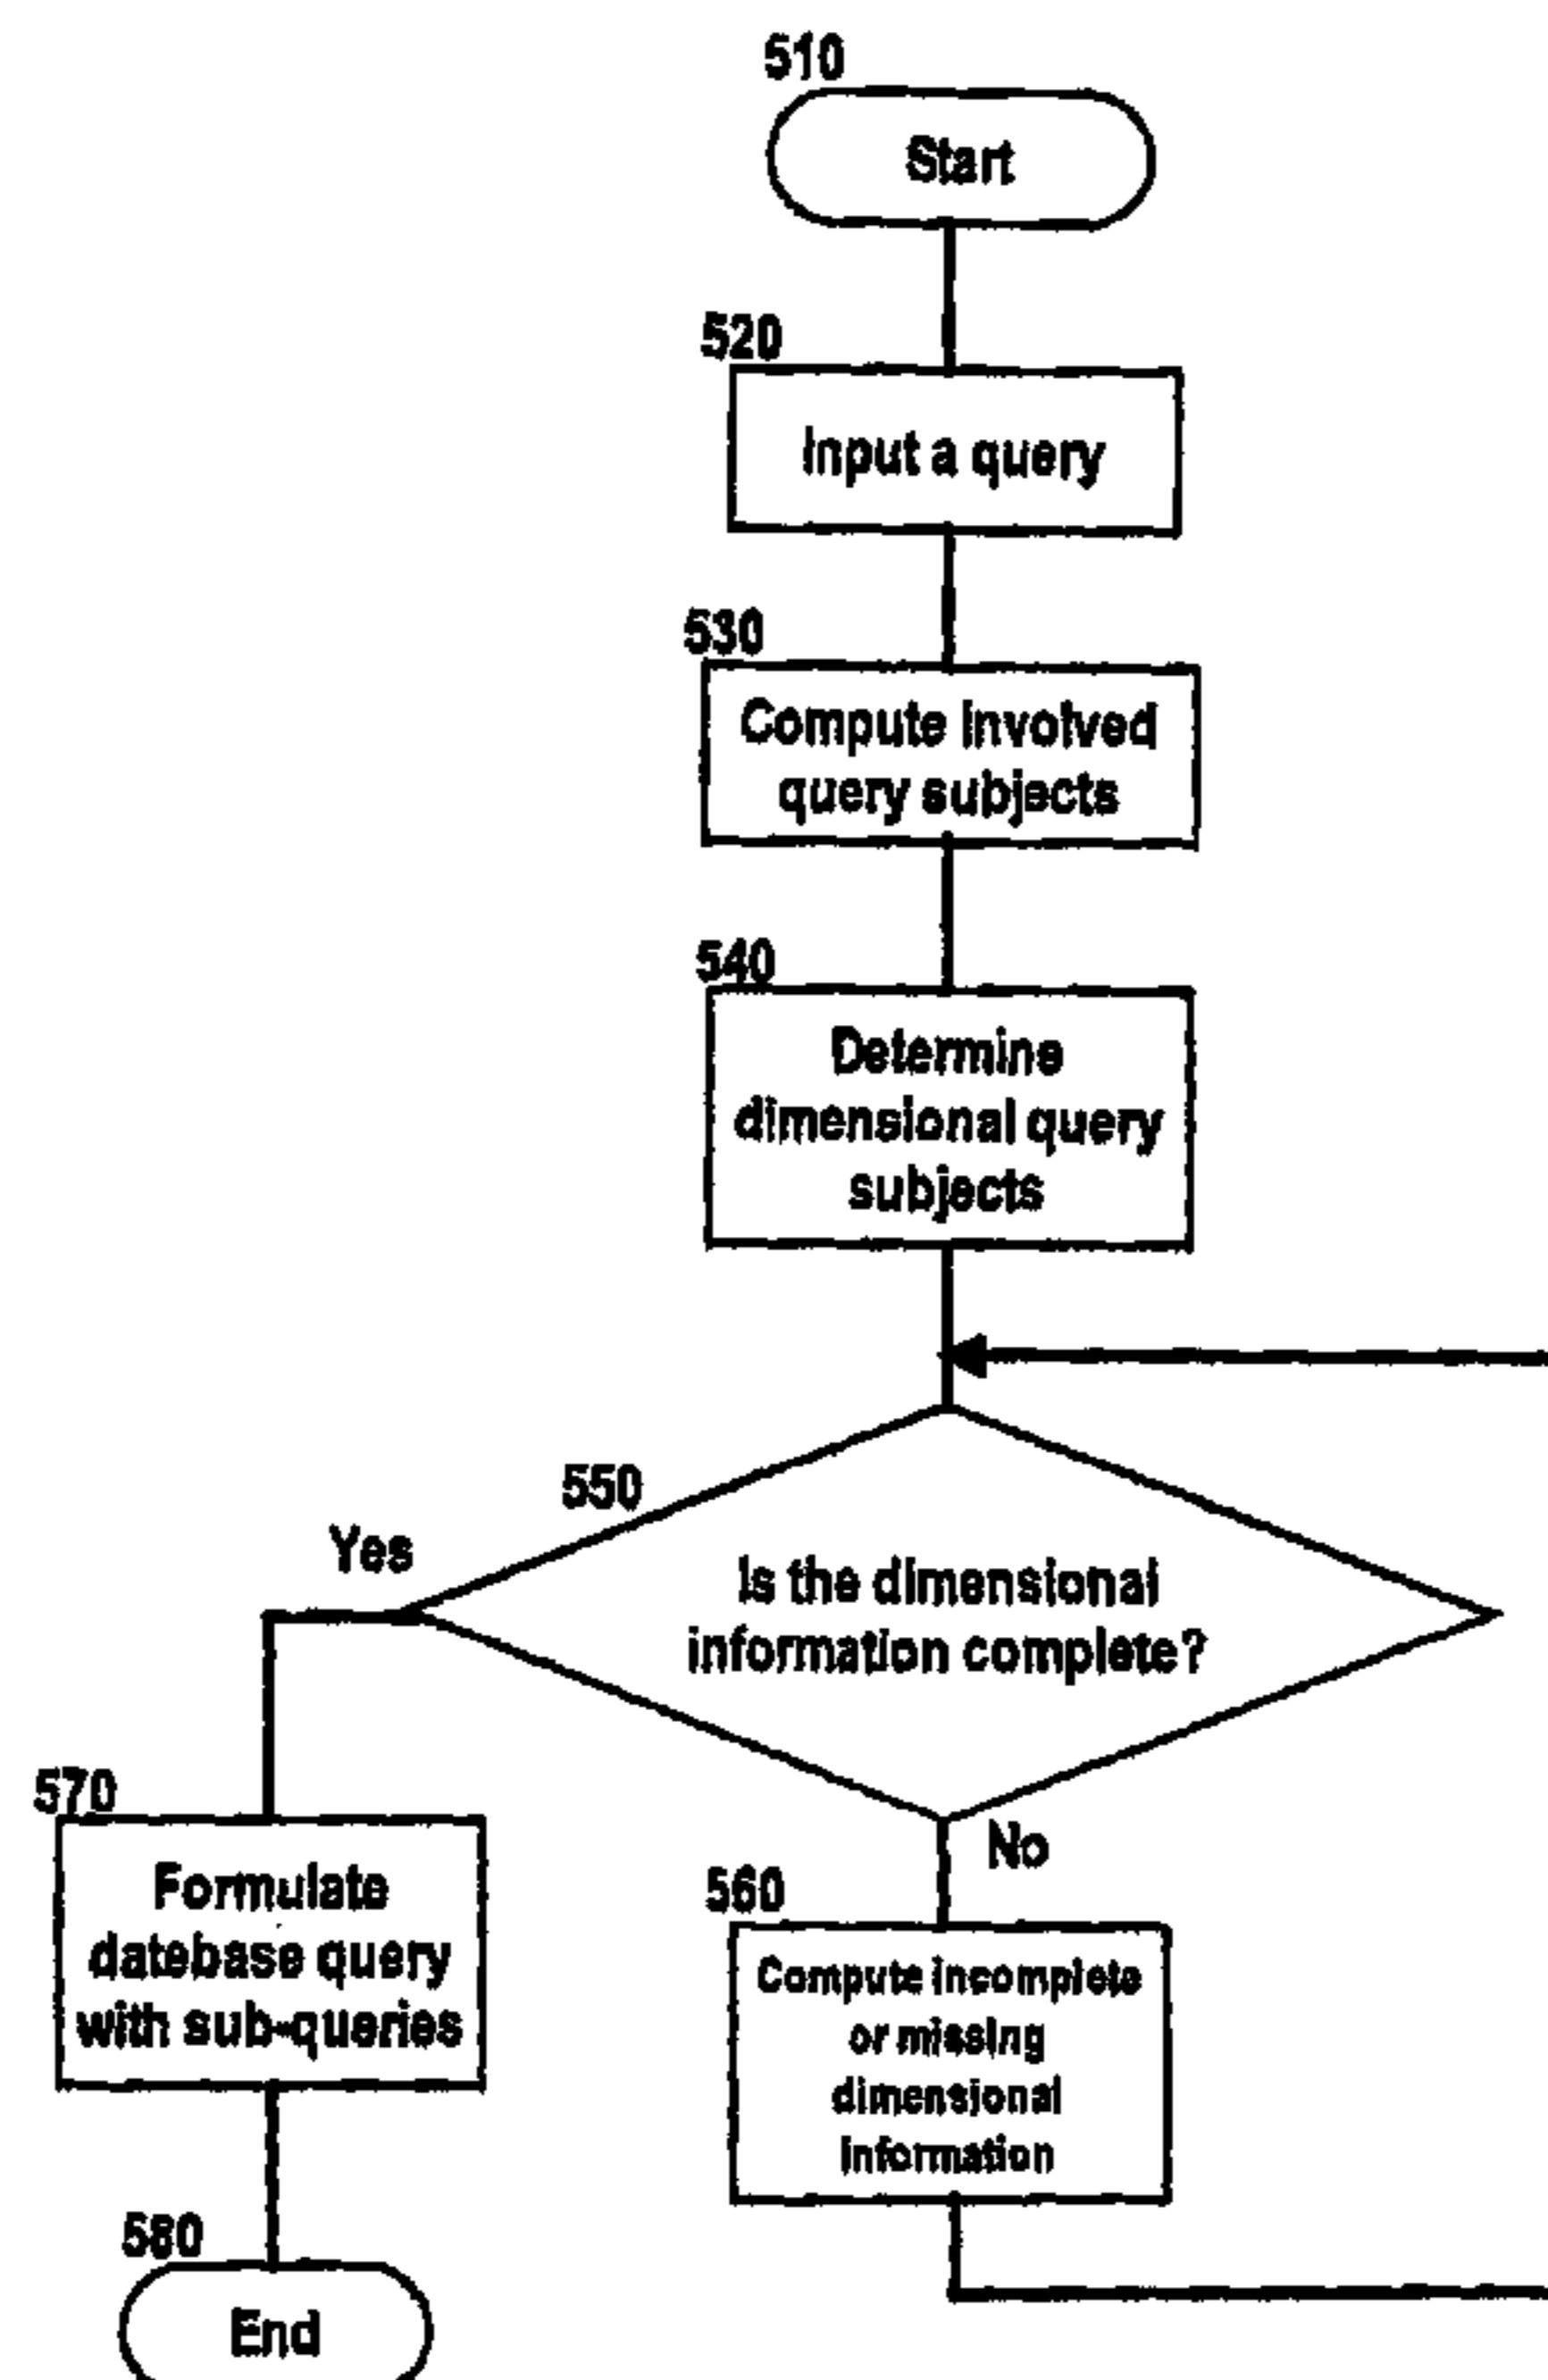 510
Start
520
Input a query
530
Compute involved
query subjects
540
Determine
dimensional query
subjects
550
Yes
Is the dimensional
information complete?
No
570
Formulate
datebase query
with sub-queries
560
Compute incomplete
or missing
dimensional
information
580
End